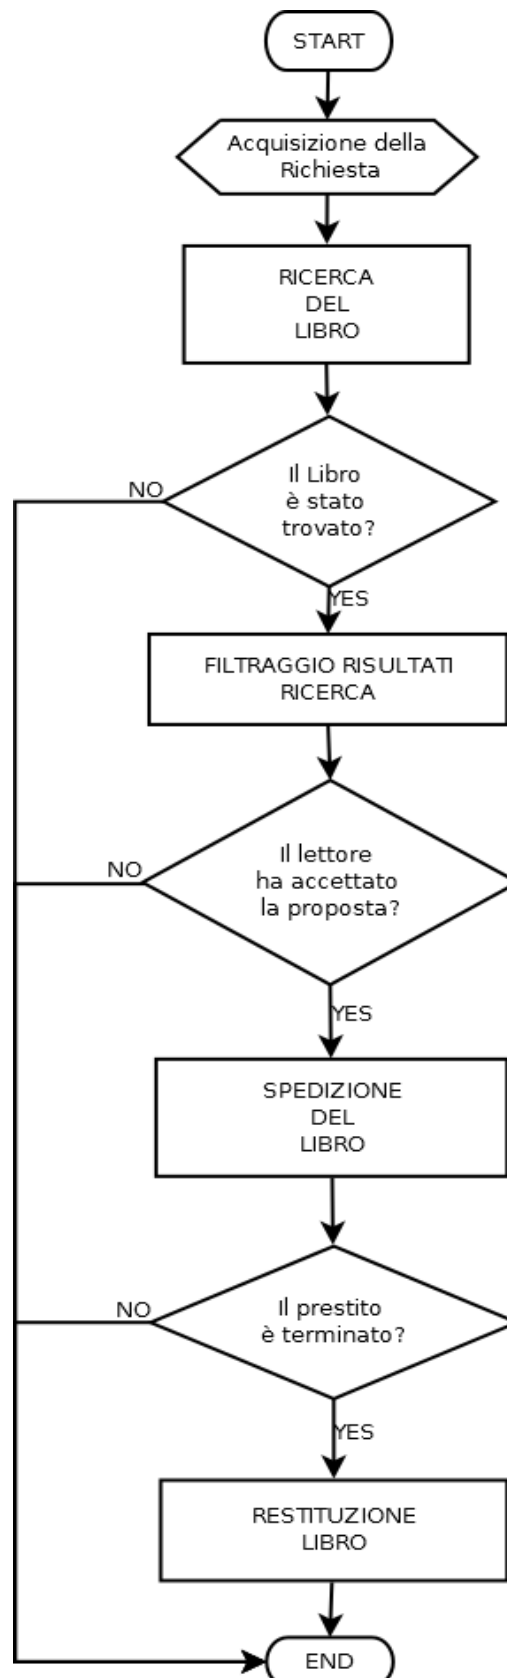 START
Acquisizione della
Richiesta
RICERCA
DEL
LIBRO
Il Libro
è stato
trovato?
NO
YES
FILTRAGGIO RISULTATI
RICERCA
Il lettore
ha accettato
la proposta?
NO
YES
SPEDIZIONE
DEL
LIBRO
Il prestito
è terminato?
NO
YES
RESTITUZIONE
LIBRO
END